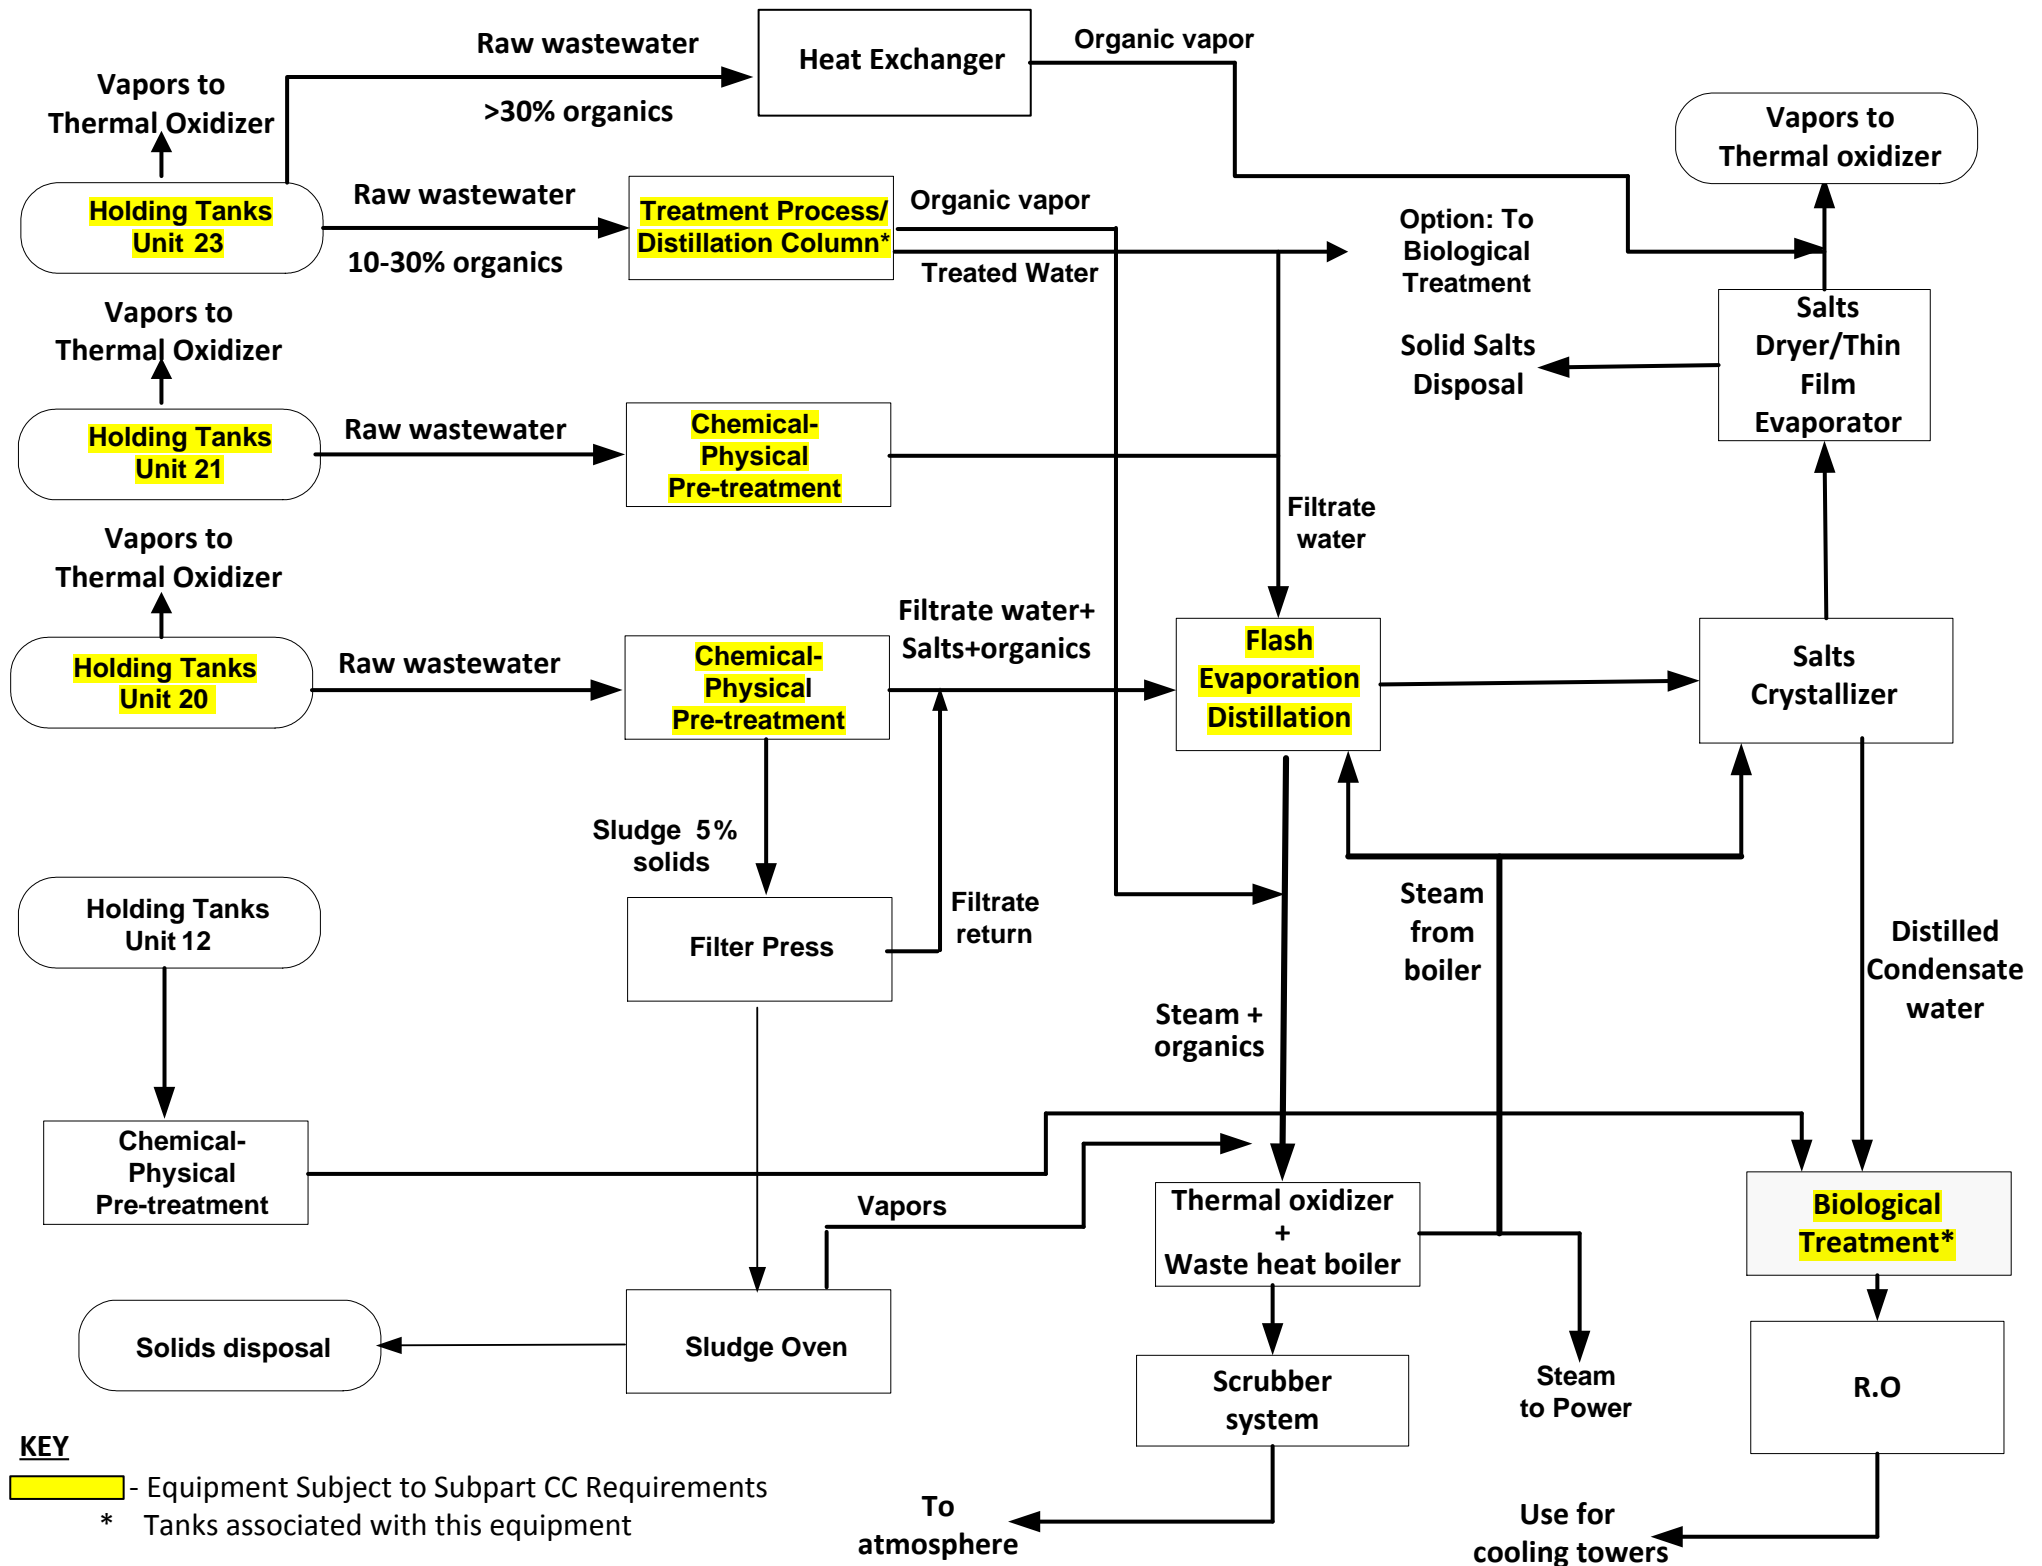 Raw wastewater
>30% organics
Heat Exchanger
Organic vapor
Vapors to
Thermal Oxidizer
Holding Tanks
Unit 23
Raw wastewater
10-30% organics
Treatment Process/
Distillation Column*
Organic vapor
Treated Water
Option: To
Biological
Treatment
Vapors to
Thermal oxidizer
Salts
Dryer/Thin
Film
Evaporator
Solid Salts
Disposal
Vapors to
Thermal Oxidizer
Holding Tanks
Unit 21
Raw wastewater
Chemical-
Physical
Pre-treatment
Filtrate
water
Vapors to
Thermal Oxidizer
Holding Tanks
Unit 20
Raw wastewater
Chemical-
Physical
Pre-treatment
Filtrate water+
Salts+organics
Flash
Evaporation
Distillation
Salts
Crystallizer
Sludge 5%
solids
Filter Press
Filtrate
return
Steam
from
boiler
Distilled
Condensate
water
Steam +
organics
Holding Tanks
Unit 12
Chemical-
Physical
Pre-treatment
Vapors
Thermal oxidizer
+
Waste heat boiler
Biological
Treatment*
Solids disposal
Sludge Oven
Scrubber
system
Steam
to Power
R.O
KEY
- Equipment Subject to Subpart CC Requirements
* Tanks associated with this equipment
To
atmosphere
Use for
cooling towers